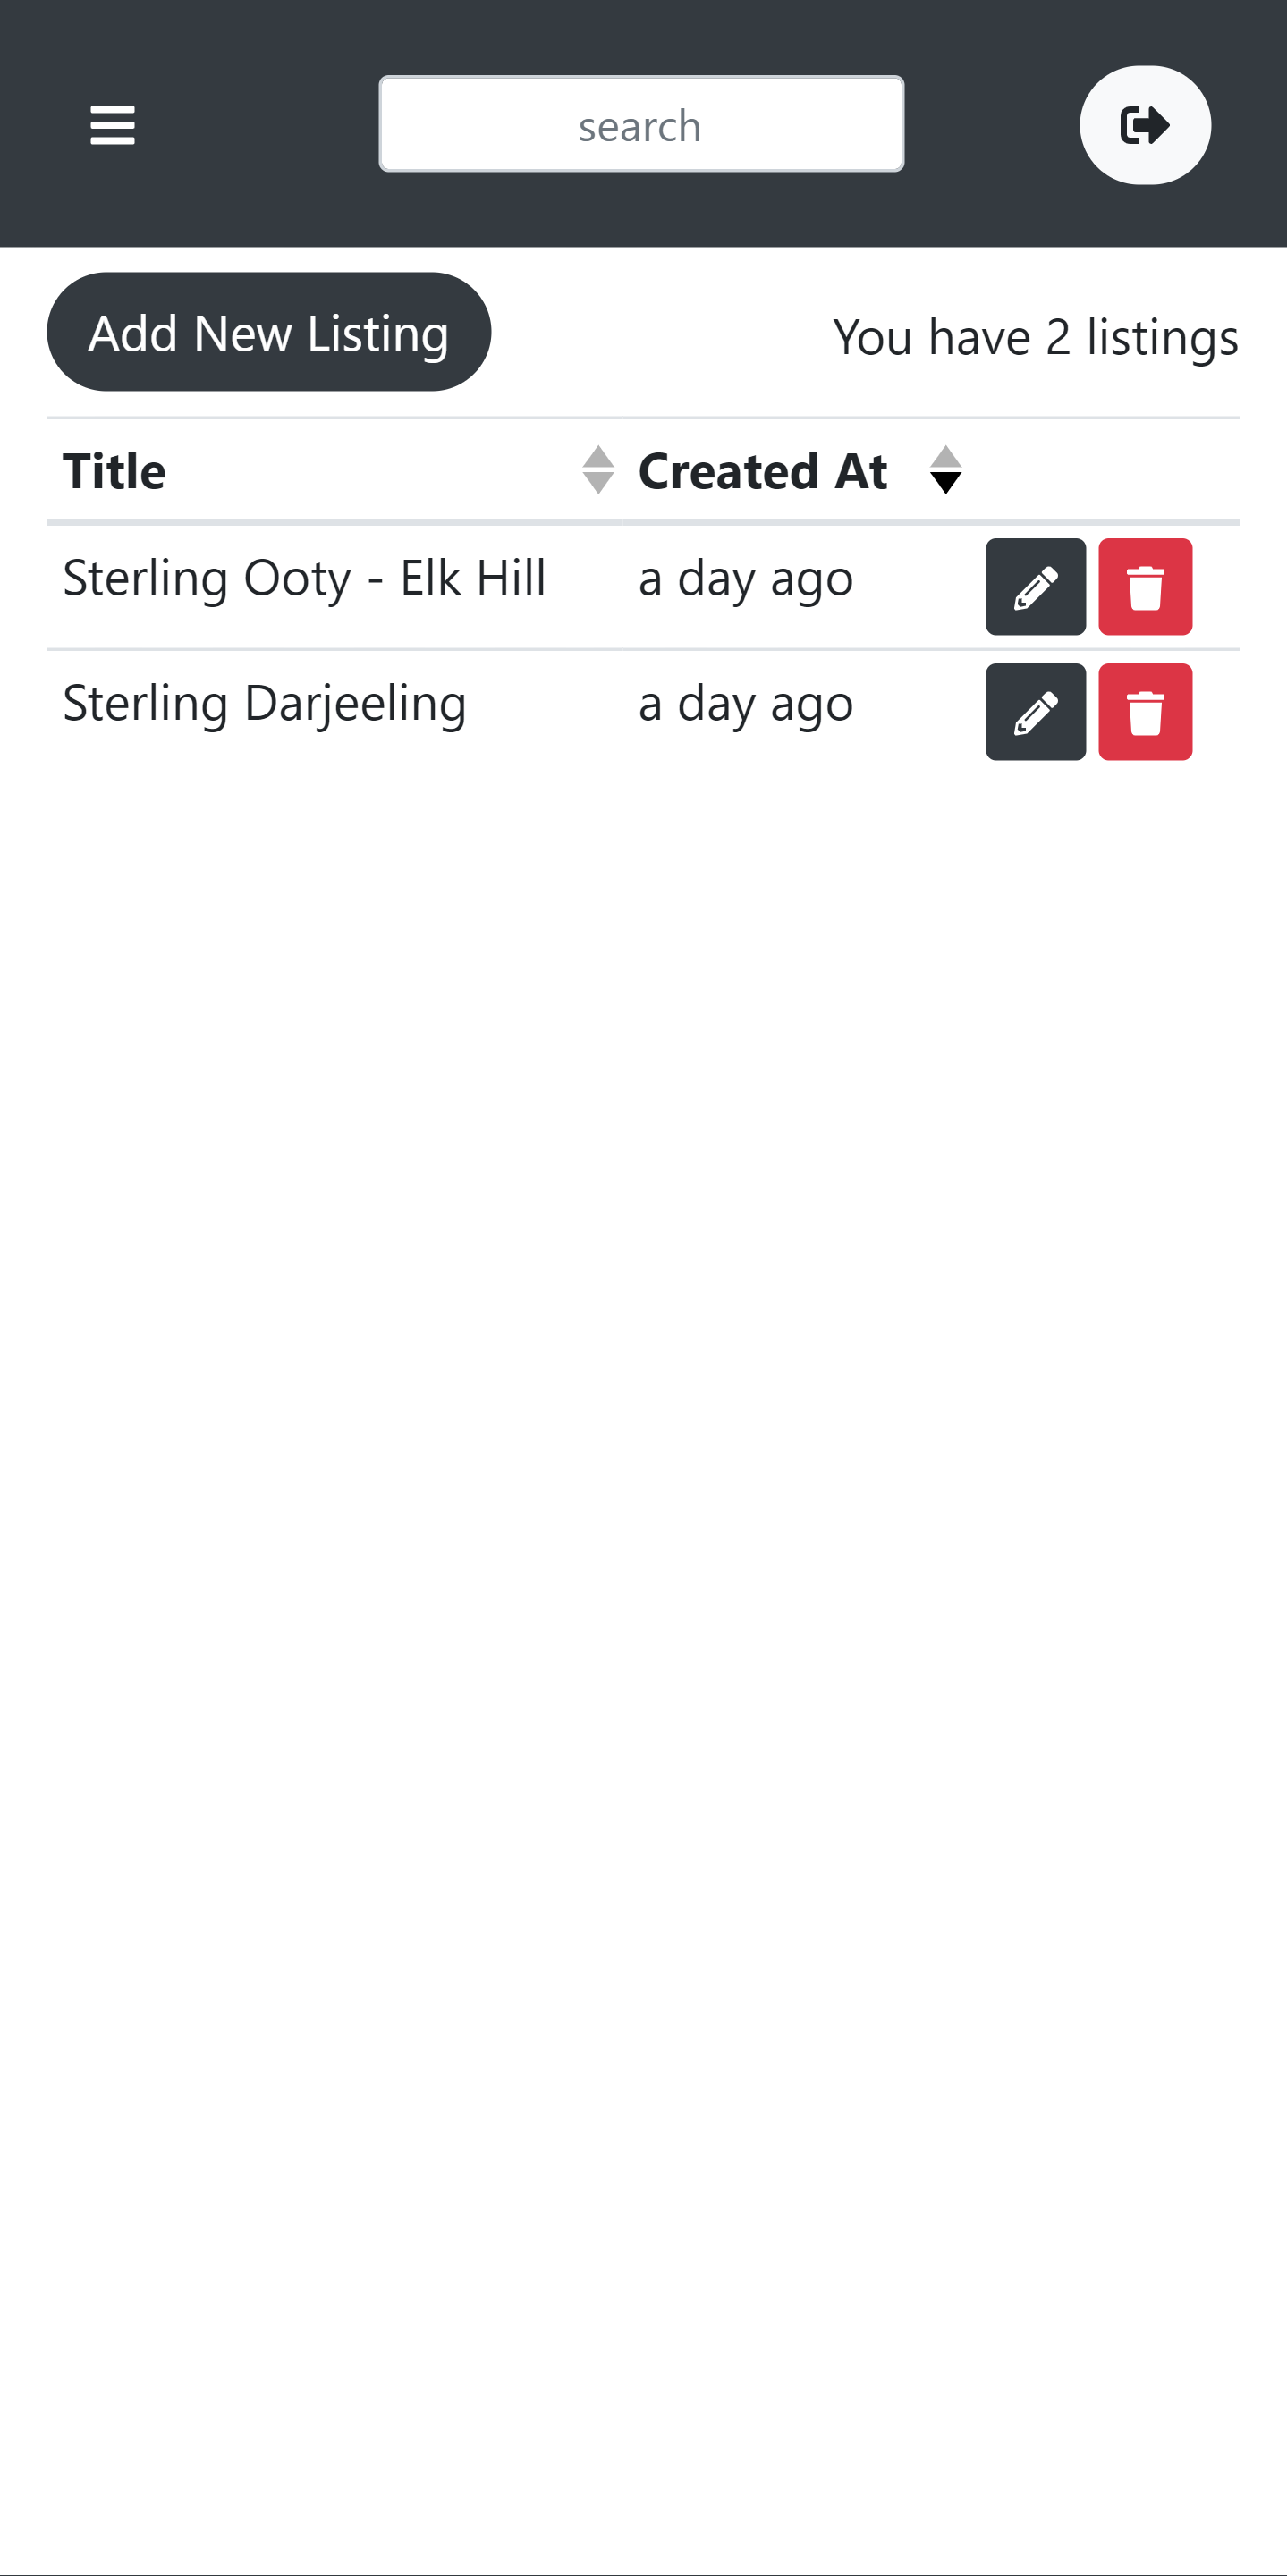 search
Add New Listing
You have 2 listings
Title Created At
Sterling Ooty - Elk Hill a day ago
Sterling Darjeeling a day ago